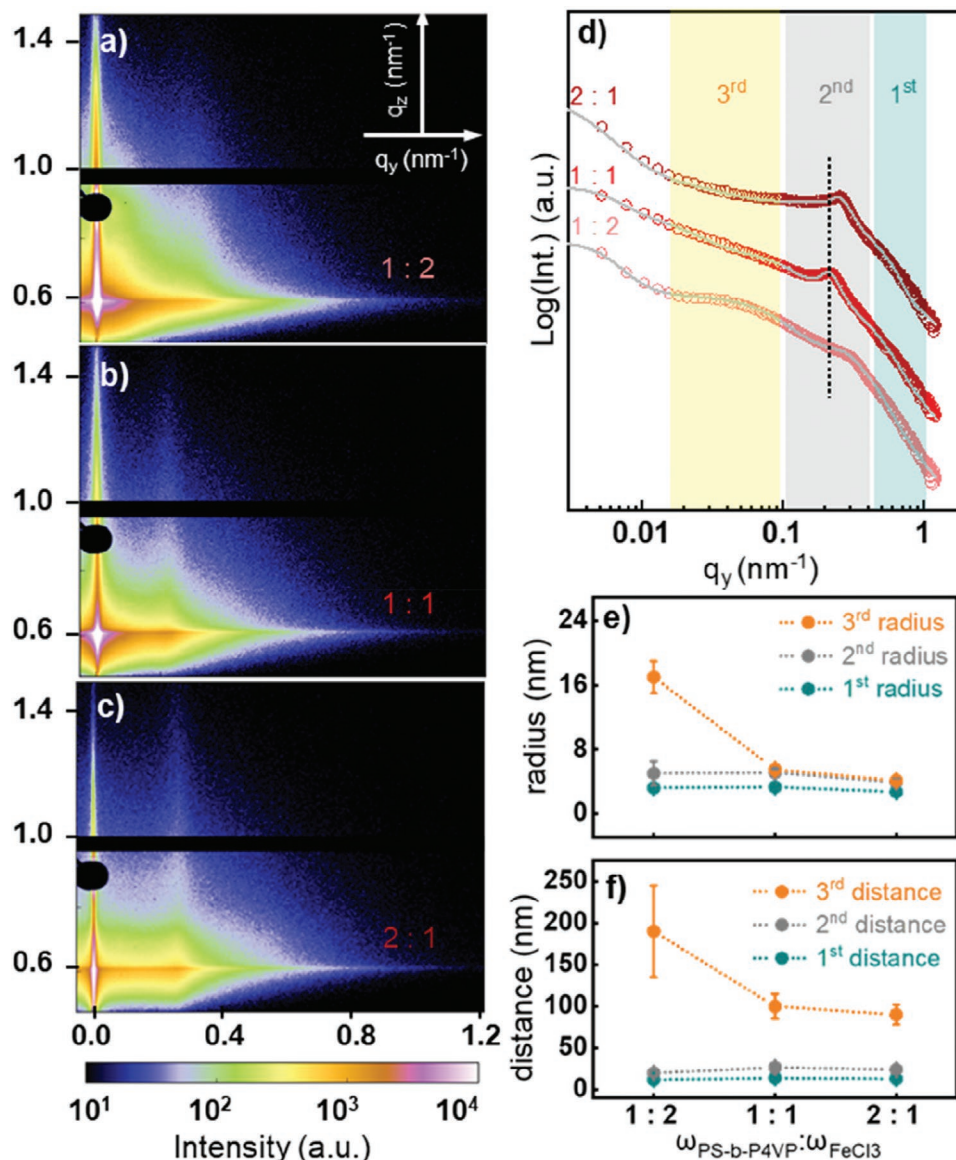 a)
1.4
q_z (nm⁻¹)
q_y (nm⁻¹)
1.0
1 : 2
0.6
b)
1.4
1.0
1 : 1
0.6
c)
1.4
1.0
2 : 1
0.6
0.0 0.4 0.8 1.2
10¹ 10² 10³ 10⁴
Intensity (a.u.)
d)
3ʳᵈ 2ⁿᵈ 1ˢᵗ
2 : 1
1 : 1
1 : 2
Log(Int.) (a.u.)
0.01 0.1 1
q_y (nm⁻¹)
e)
24
16
8
0
radius (nm)
3ʳᵈ radius
2ⁿᵈ radius
1ˢᵗ radius
f)
250
200
150
100
50
0
distance (nm)
3ʳᵈ distance
2ⁿᵈ distance
1ˢᵗ distance
1 : 2 1 : 1 2 : 1
ω_PS-b-P4VP:ω_FeCl3